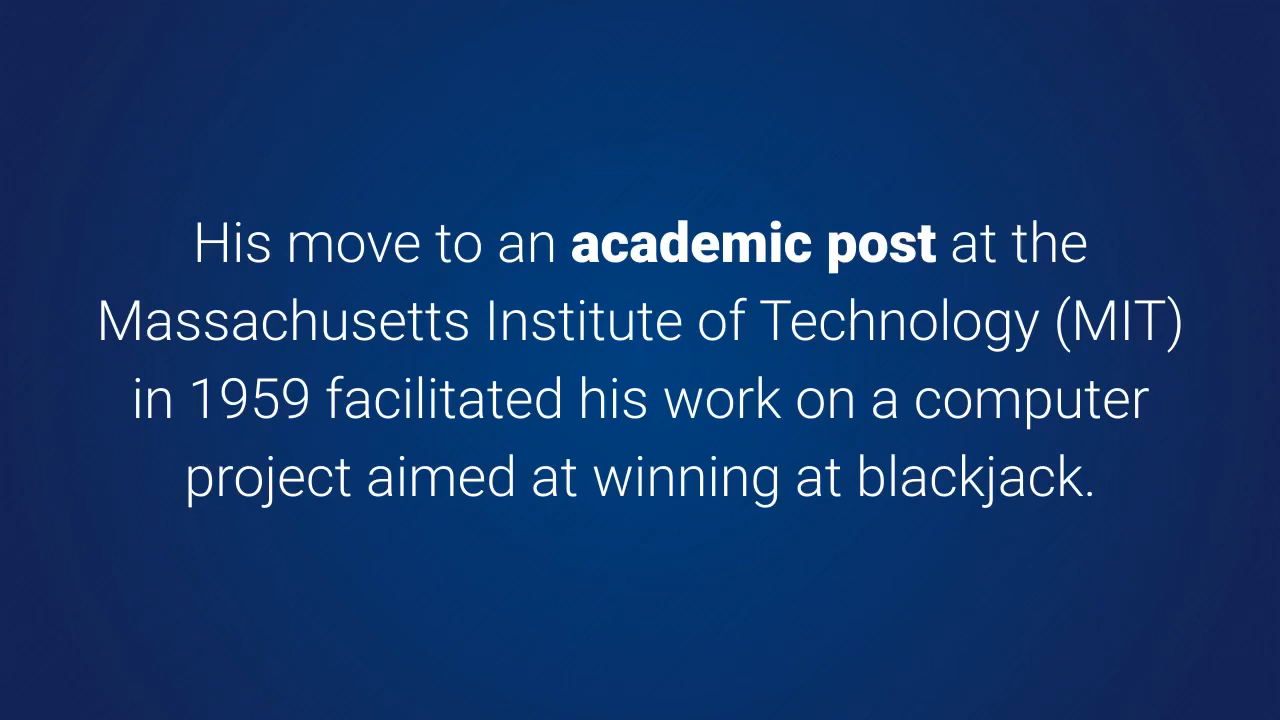 His move to an academic post at the
Massachusetts Institute of Technology (MIT)
in 1959 facilitated his work on a computer
project aimed at winning at blackjack.